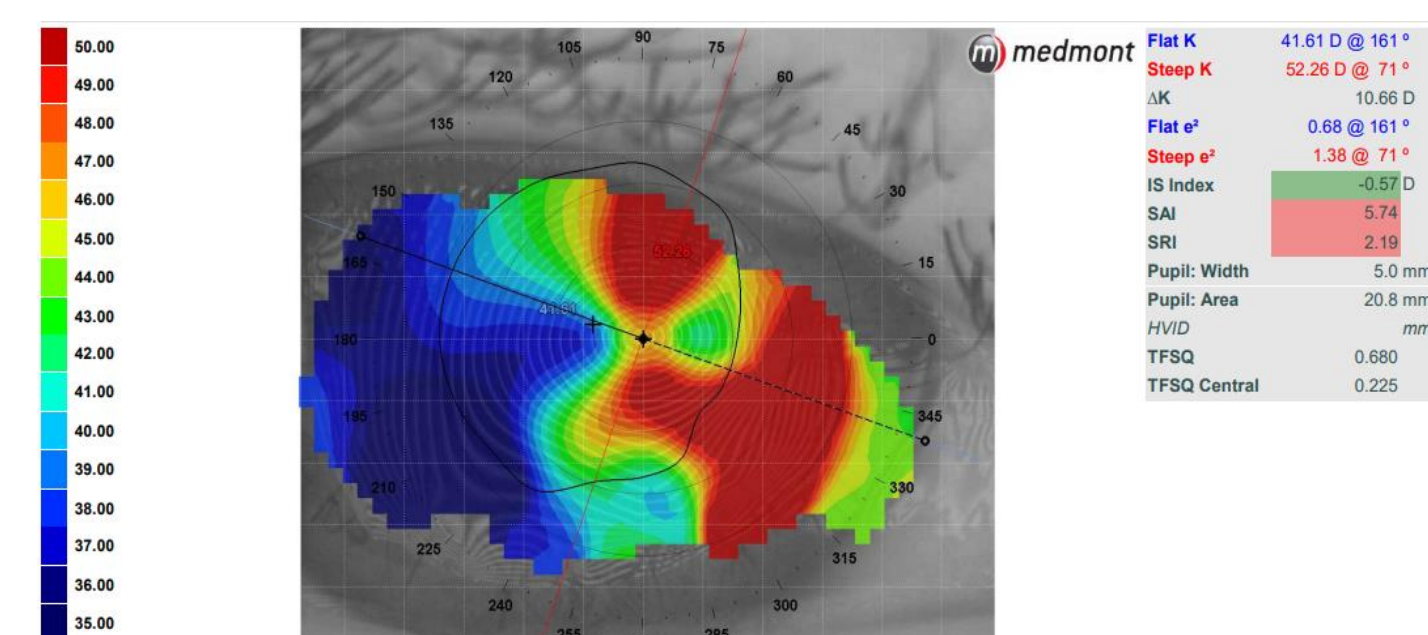 50.00
49.00
48.00
47.00
46.00
45.00
44.00
43.00
42.00
41.00
40.00
39.00
38.00
37.00
36.00
35.00
90
105
75
120
60
135
45
150
30
165
15
180
0
195
345
210
330
225
315
240
300
255
285
52.26
41.61
m medmont
Flat K 41.61 D @ 161 º
Steep K 52.26 D @ 71 º
ΔK 10.66 D
Flat e² 0.68 @ 161 º
Steep e² 1.38 @ 71 º
IS Index -0.57 D
SAI 5.74
SRI 2.19
Pupil: Width 5.0 mm
Pupil: Area 20.8 mm
HVID mm
TFSQ 0.680
TFSQ Central 0.225